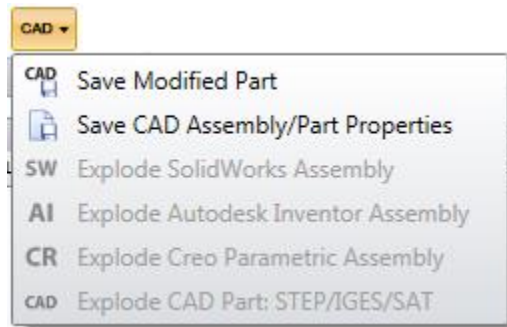 CAD
CAD Save Modified Part
Save CAD Assembly/Part Properties
SW Explode SolidWorks Assembly
AI Explode Autodesk Inventor Assembly
CR Explode Creo Parametric Assembly
CAD Explode CAD Part: STEP/IGES/SAT